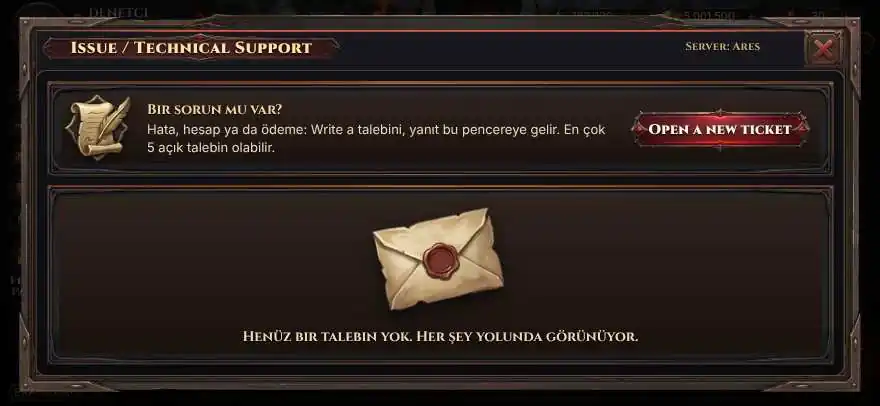 DENETÇİ
Issue / Technical Support
Server: Ares
Bir sorun mu var?
Hata, hesap ya da ödeme: Write a talebini, yanıt bu pencereye gelir. En çok
5 açık talebin olabilir.
Open a new ticket
Henüz bir talebin yok. Her şey yolunda görünüyor.